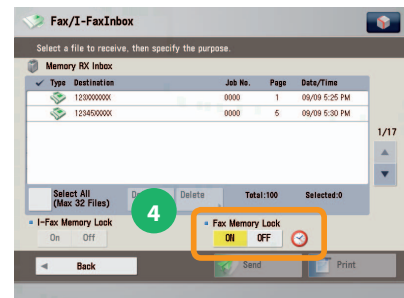 Fax/I-FaxInbox
Select a file to receive, then specify the purpose.
Memory RX Inbox
Type Destination Job No. Page Date/Time
123XXXXXXX 0000 1 09/09 5:25 PM
12345XXXXX 0000 5 09/09 5:30 PM
1/17
Select All
(Max 32 Files)
Delete
Total:100 Selected:0
4
I-Fax Memory Lock
On Off
Fax Memory Lock
ON OFF
Back
Send
Print